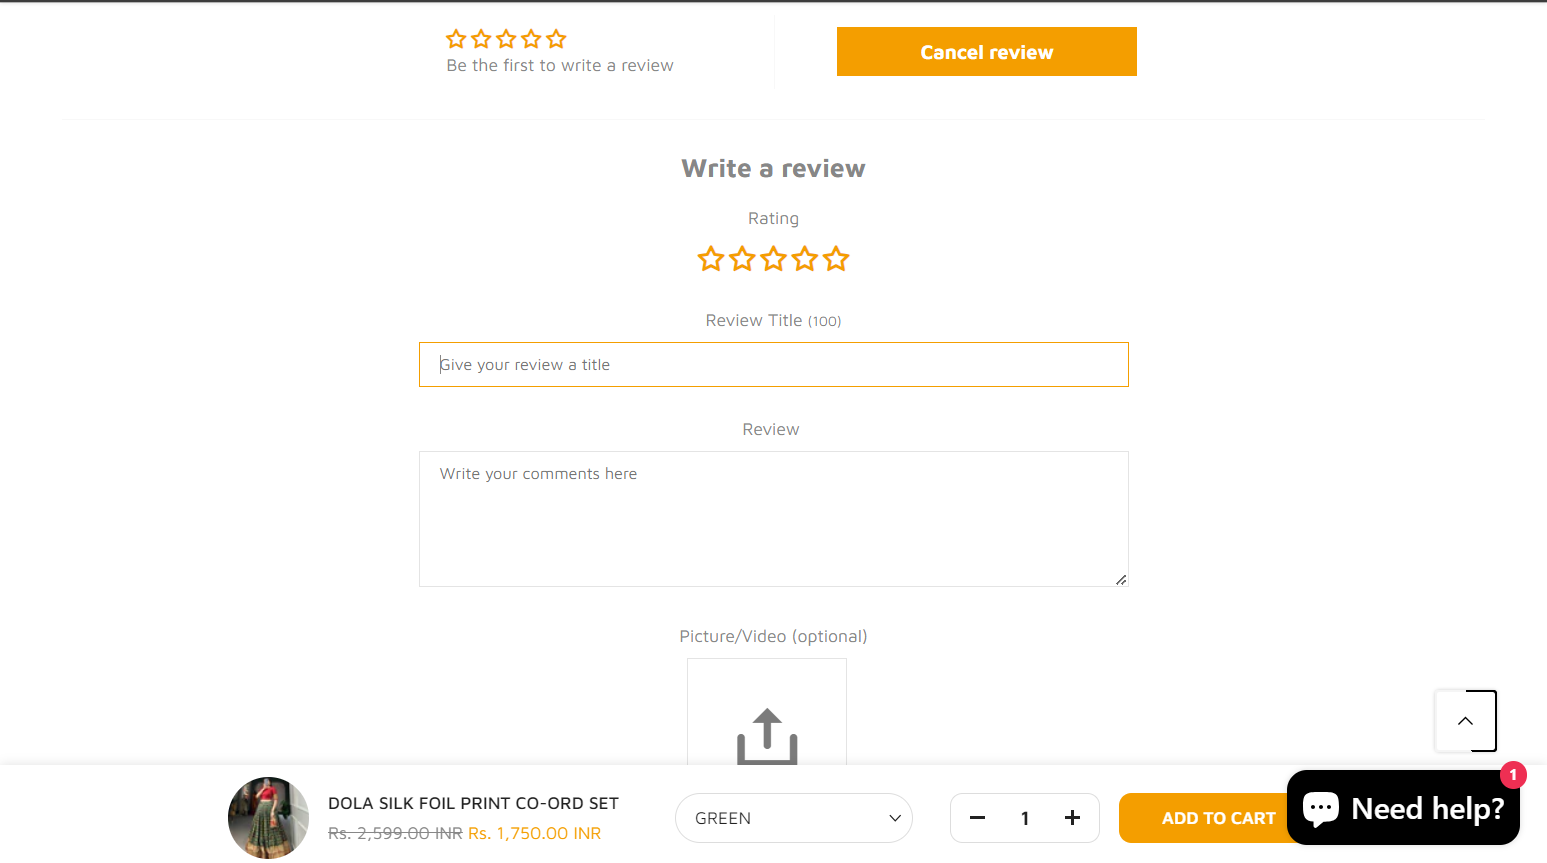 Be the first to write a review
Cancel review
Write a review
Rating
Review Title (100)
Give your review a title
Review
Write your comments here
Picture/Video (optional)
DOLA SILK FOIL PRINT CO-ORD SET
Rs. 2,599.00 INR Rs. 1,750.00 INR
GREEN
1
ADD TO CART
Need help?
1